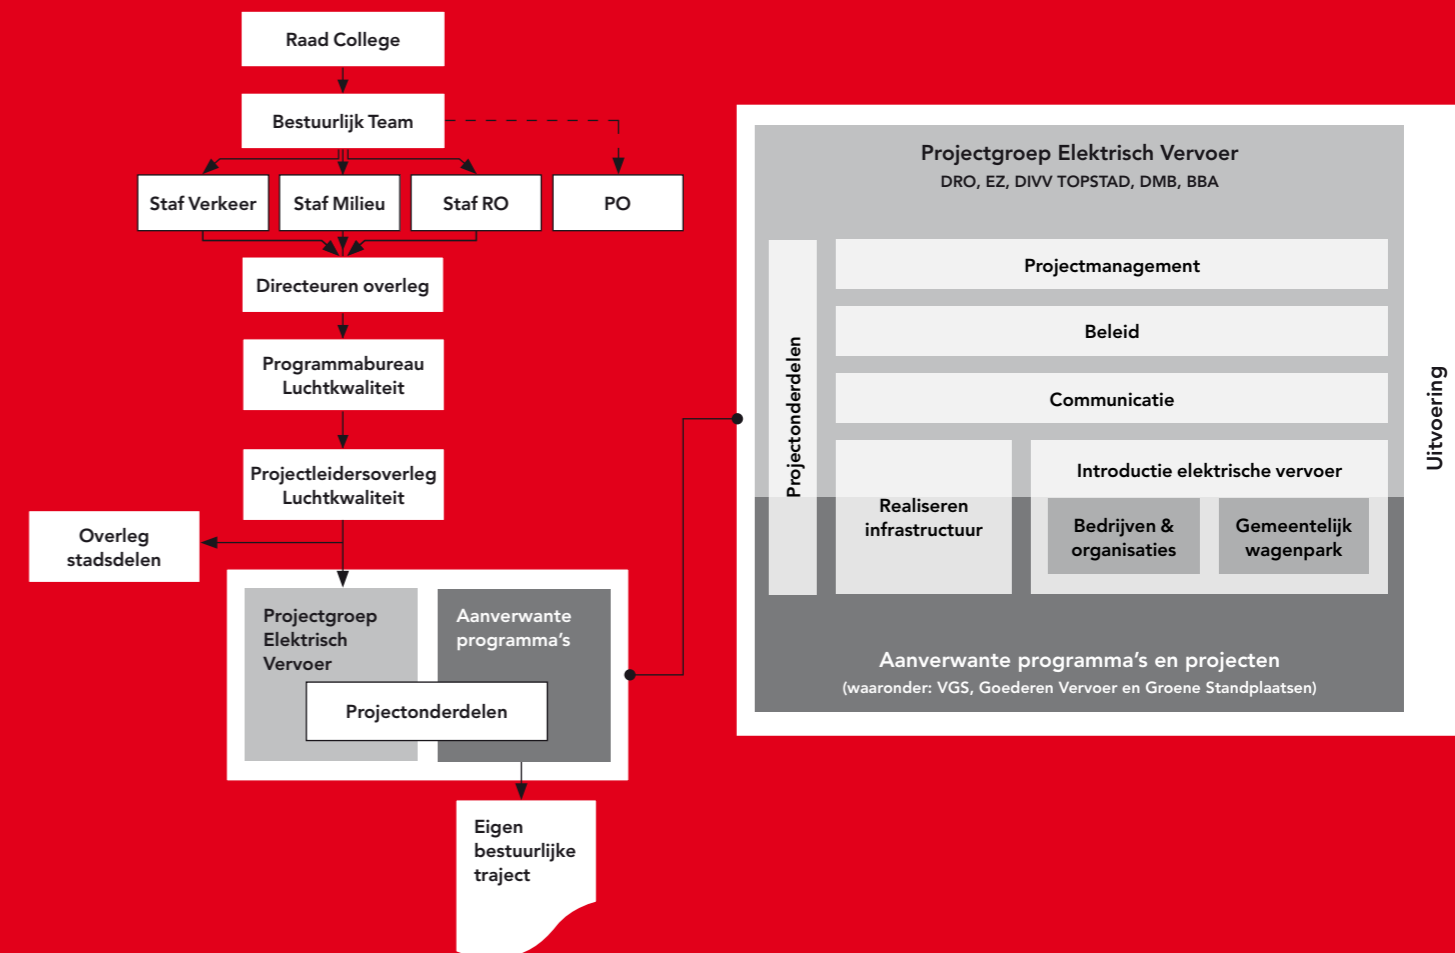 Raad College
Bestuurlijk Team
Staf Verkeer
Staf Milieu
Staf RO
PO
Directeuren overleg
Programmabureau
Luchtkwaliteit
Projectleidersoverleg
Luchtkwaliteit
Overleg
stadsdelen
Projectgroep
Elektrisch
Vervoer
Aanverwante
programma’s
Projectonderdelen
Eigen
bestuurlijke
traject
Projectgroep Elektrisch Vervoer
DRO, EZ, DIVV TOPSTAD, DMB, BBA
Projectonderdelen
Projectmanagement
Beleid
Communicatie
Realiseren
infrastructuur
Introductie elektrische vervoer
Bedrijven &
organisaties
Gemeentelijk
wagenpark
Aanverwante programma’s en projecten
(waaronder: VGS, Goederen Vervoer en Groene Standplaatsen)
Uitvoering